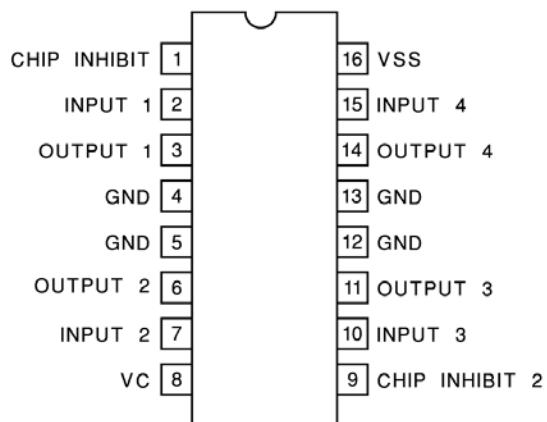 CHIP INHIBIT 1 16 VSS
INPUT 1 2 15 INPUT 4
OUTPUT 1 3 14 OUTPUT 4
GND 4 13 GND
GND 5 12 GND
OUTPUT 2 6 11 OUTPUT 3
INPUT 2 7 10 INPUT 3
VC 8 9 CHIP INHIBIT 2